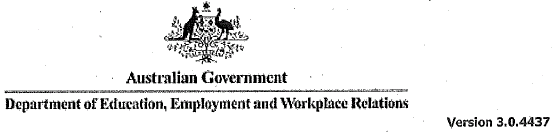 Australian Government
Department of Education, Employment and Workplace Relations
Version 3.0.4437